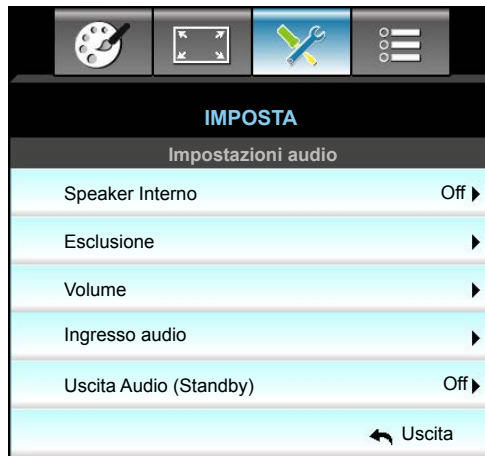 IMPOSTA
Impostazioni audio
Speaker Interno Off
Esclusione
Volume
Ingresso audio
Uscita Audio (Standby) Off
Uscita